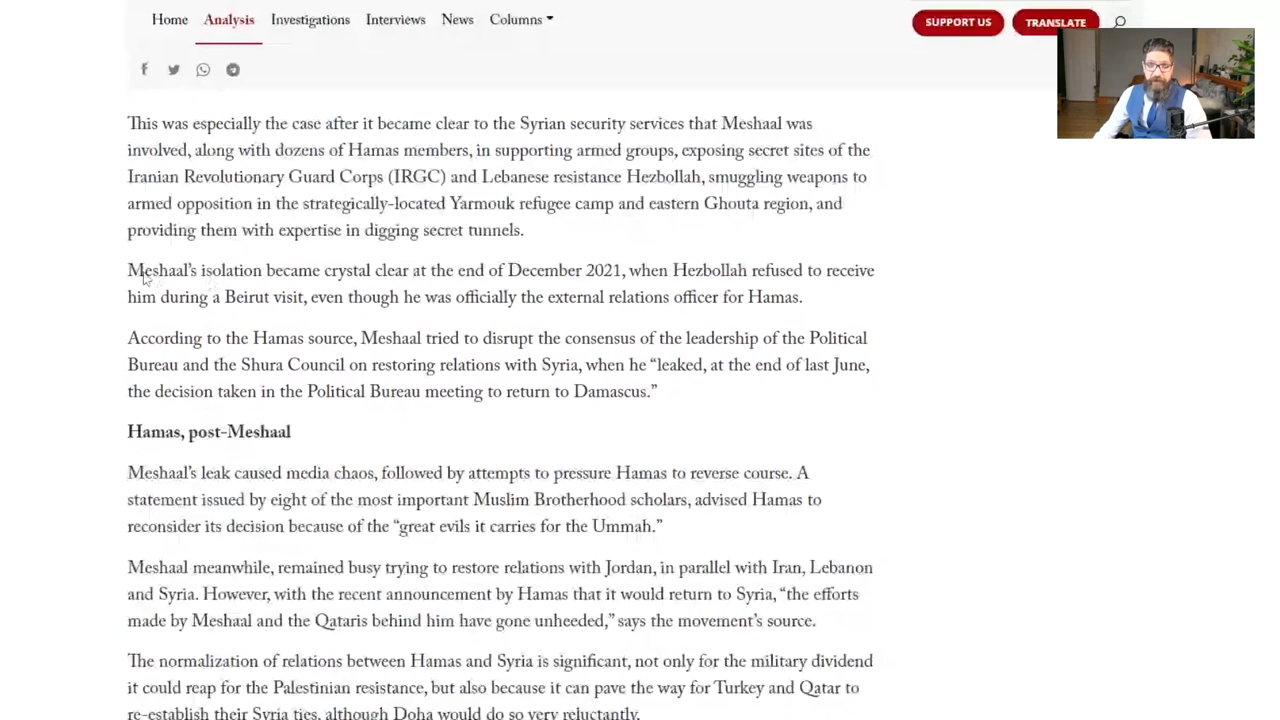 Home Analysis Investigations Interviews News Columns
SUPPORT US TRANSLATE
This was especially the case after it became clear to the Syrian security services that Meshaal was
involved, along with dozens of Hamas members, in supporting armed groups, exposing secret sites of the
Iranian Revolutionary Guard Corps (IRGC) and Lebanese resistance Hezbollah, smuggling weapons to
armed opposition in the strategically-located Yarmouk refugee camp and eastern Ghouta region, and
providing them with expertise in digging secret tunnels.
Meshaal’s isolation became crystal clear at the end of December 2021, when Hezbollah refused to receive
him during a Beirut visit, even though he was officially the external relations officer for Hamas.
According to the Hamas source, Meshaal tried to disrupt the consensus of the leadership of the Political
Bureau and the Shura Council on restoring relations with Syria, when he “leaked, at the end of last June,
the decision taken in the Political Bureau meeting to return to Damascus.”
Hamas, post-Meshaal
Meshaal’s leak caused media chaos, followed by attempts to pressure Hamas to reverse course. A
statement issued by eight of the most important Muslim Brotherhood scholars, advised Hamas to
reconsider its decision because of the “great evils it carries for the Ummah.”
Meshaal meanwhile, remained busy trying to restore relations with Jordan, in parallel with Iran, Lebanon
and Syria. However, with the recent announcement by Hamas that it would return to Syria, “the efforts
made by Meshaal and the Qataris behind him have gone unheeded,” says the movement’s source.
The normalization of relations between Hamas and Syria is significant, not only for the military dividend
it could reap for the Palestinian resistance, but also because it can pave the way for Turkey and Qatar to
re-establish their Syria ties, although Doha would do so very reluctantly.